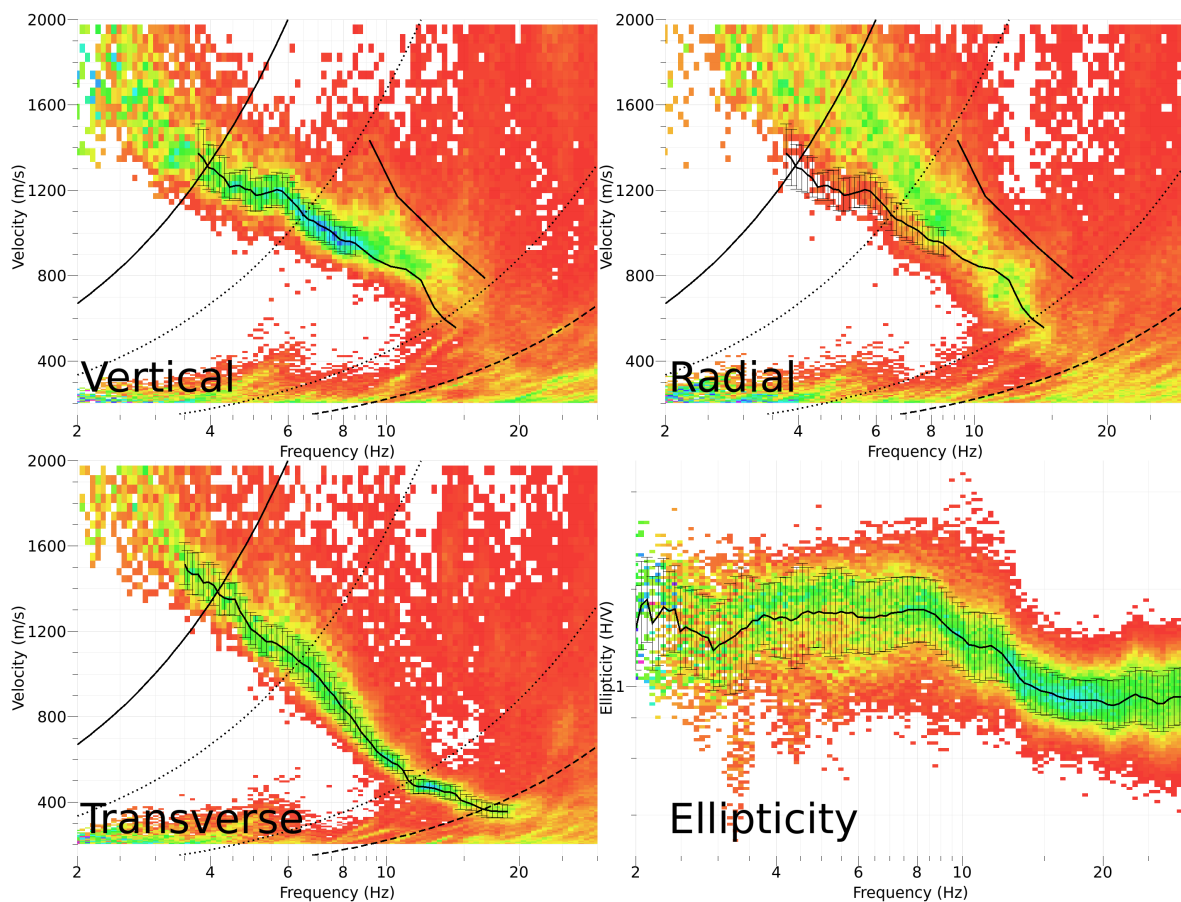 2000
1600
1200
800
400
Velocity (m/s)
Vertical
2 4 6 8 10 20
Frequency (Hz)
2000
1600
1200
800
400
Velocity (m/s)
Radial
2 4 6 8 10 20
Frequency (Hz)
2000
1600
1200
800
400
Velocity (m/s)
Transverse
2 4 6 8 10 20
Frequency (Hz)
1
Ellipticity (H/V)
Ellipticity
2 4 6 8 10 20
Frequency (Hz)